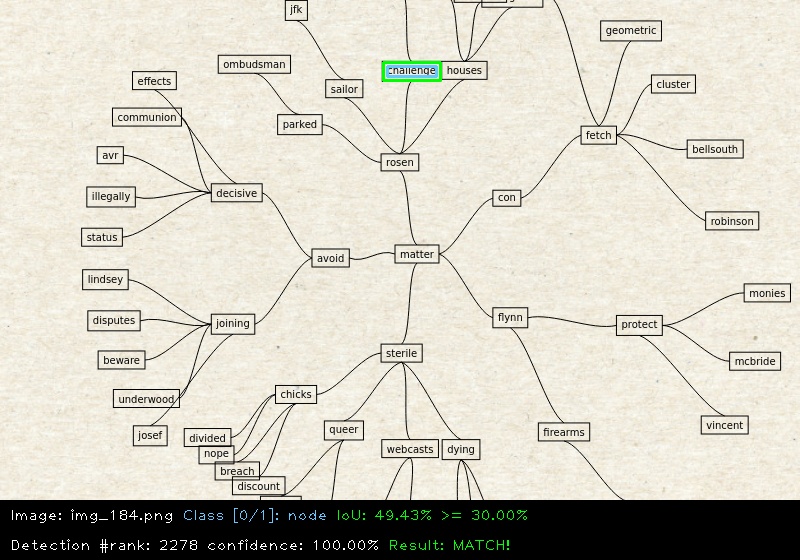 jfk
ombudsman
challenge
houses
geometric
effects
sailor
cluster
communion
parked
fetch
bellsouth
avr
rosen
illegally
decisive
con
robinson
status
avoid
matter
lindsey
monies
disputes
joining
flynn
protect
beware
sterile
mcbride
underwood
chicks
josef
divided
queer
firearms
vincent
nope
webcasts
dying
breach
discount
Image: img_184.png Class [0/1]: node IoU: 49.43% >= 30.00%
Detection #rank: 2278 confidence: 100.00% Result: MATCH!